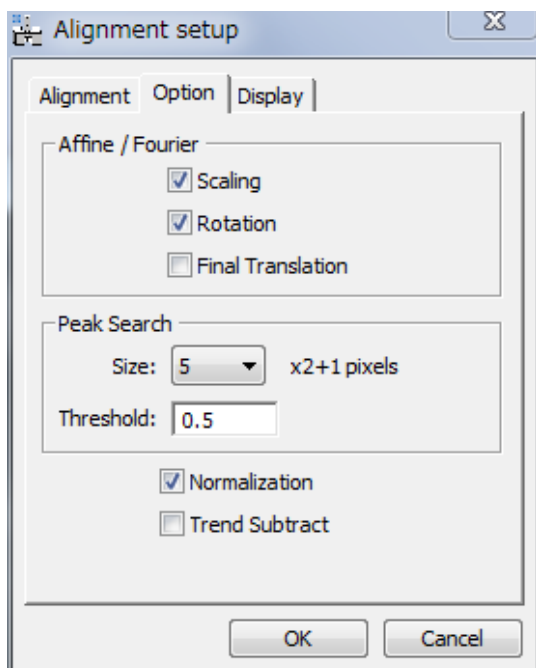 Alignment setup
Alignment Option Display
Affine / Fourier
Scaling
Rotation
Final Translation
Peak Search
Size: 5 x2+1 pixels
Threshold: 0.5
Normalization
Trend Subtract
OK Cancel